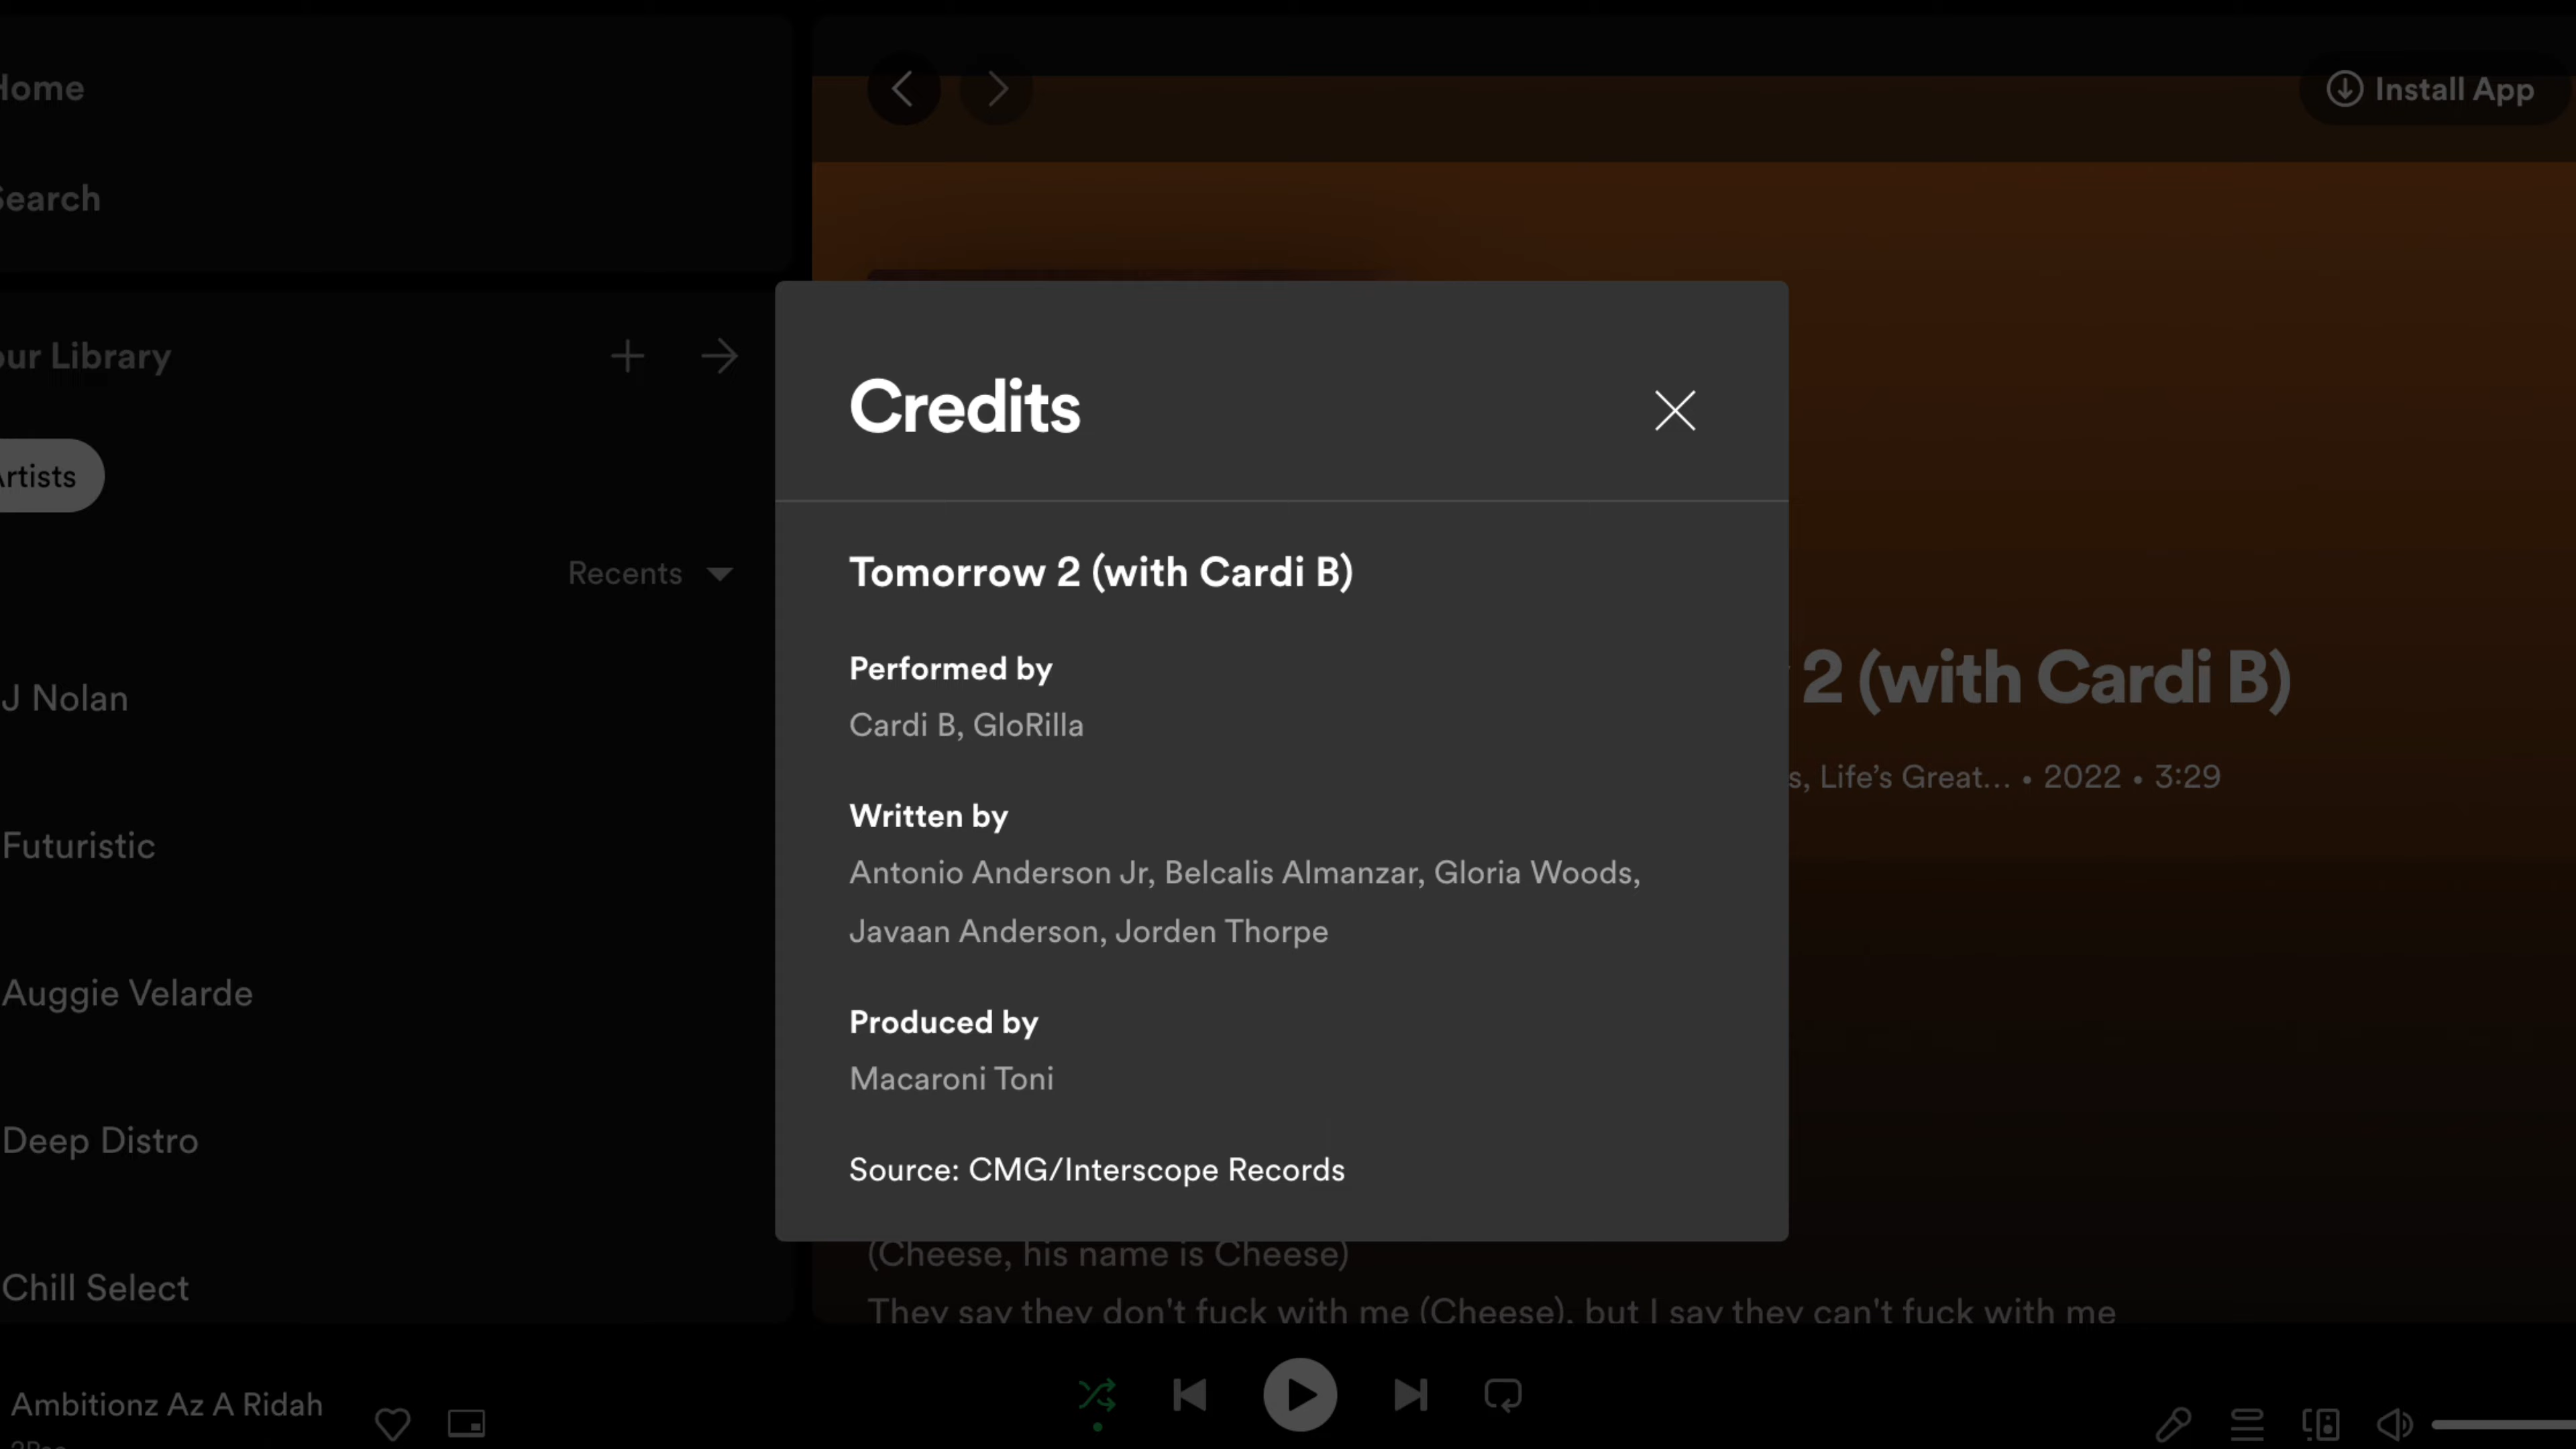 Home
Search
our Library
Artists
Recents
J Nolan
Futuristic
Auggie Velarde
Deep Distro
Chill Select
Install App
Credits
Tomorrow 2 (with Cardi B)
Performed by
Cardi B, GloRilla
Written by
Antonio Anderson Jr, Belcalis Almanzar, Gloria Woods,
Javaan Anderson, Jorden Thorpe
Produced by
Macaroni Toni
Source: CMG/Interscope Records
2 (with Cardi B)
s, Life's Great... • 2022 • 3:29
(Cheese, his name is Cheese)
They say they don't fuck with me (Cheese), but I say they can't fuck with me
Ambitionz Az A Ridah